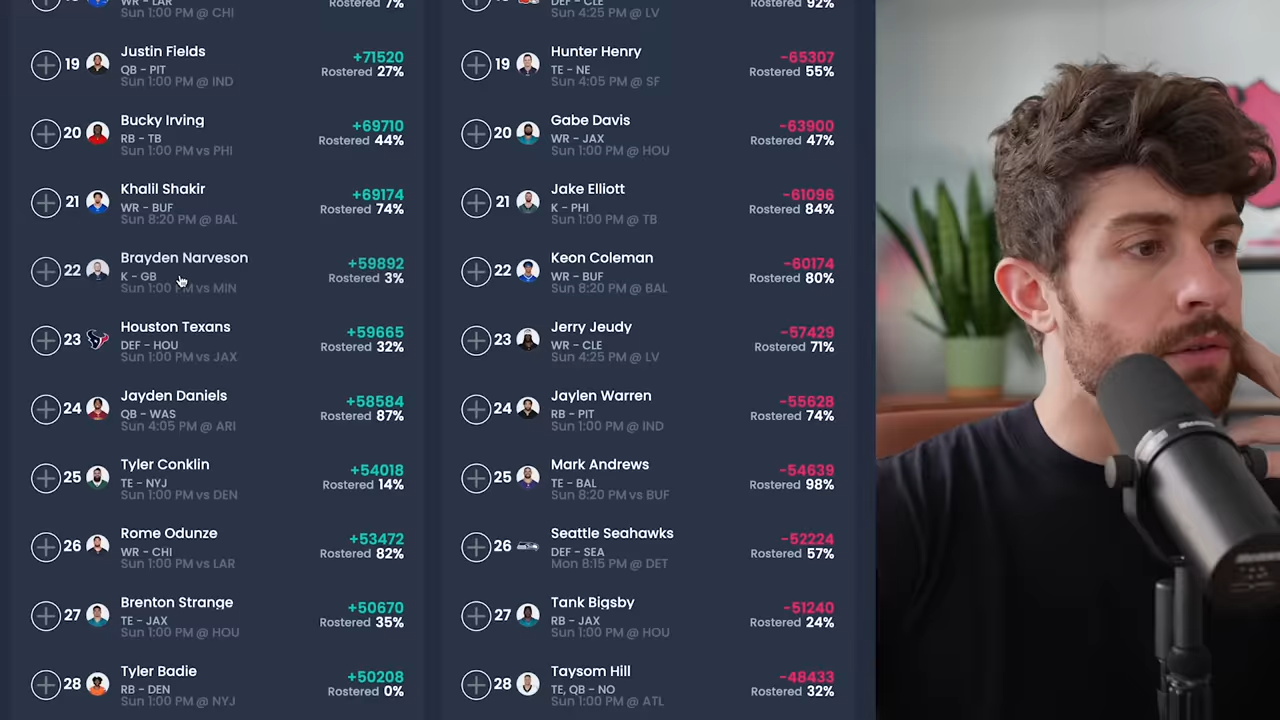 WR - LAR
Sun 1:00 PM @ CHI
Rostered 7%
19
Justin Fields
QB - PIT
Sun 1:00 PM @ IND
+71520
Rostered 27%
20
Bucky Irving
RB - TB
Sun 1:00 PM vs PHI
+69710
Rostered 44%
21
Khalil Shakir
WR - BUF
Sun 8:20 PM @ BAL
+69174
Rostered 74%
22
Brayden Narveson
K - GB
Sun 1:00 PM vs MIN
+59892
Rostered 3%
23
Houston Texans
DEF - HOU
Sun 1:00 PM vs JAX
+59665
Rostered 32%
24
Jayden Daniels
QB - WAS
Sun 4:05 PM @ ARI
+58584
Rostered 87%
25
Tyler Conklin
TE - NYJ
Sun 1:00 PM vs DEN
+54018
Rostered 14%
26
Rome Odunze
WR - CHI
Sun 1:00 PM vs LAR
+53472
Rostered 82%
27
Brenton Strange
TE - JAX
Sun 1:00 PM @ HOU
+50670
Rostered 35%
28
Tyler Badie
RB - DEN
Sun 1:00 PM @ NYJ
+50208
Rostered 0%
DEF - CLE
Sun 4:25 PM @ LV
Rostered 92%
19
Hunter Henry
TE - NE
Sun 4:05 PM @ SF
-65307
Rostered 55%
20
Gabe Davis
WR - JAX
Sun 1:00 PM @ HOU
-63900
Rostered 47%
21
Jake Elliott
K - PHI
Sun 1:00 PM @ TB
-61096
Rostered 84%
22
Keon Coleman
WR - BUF
Sun 8:20 PM @ BAL
-60174
Rostered 80%
23
Jerry Jeudy
WR - CLE
Sun 4:25 PM @ LV
-57429
Rostered 71%
24
Jaylen Warren
RB - PIT
Sun 1:00 PM @ IND
-55628
Rostered 74%
25
Mark Andrews
TE - BAL
Sun 8:20 PM vs BUF
-54639
Rostered 98%
26
Seattle Seahawks
DEF - SEA
Mon 8:15 PM @ DET
-52224
Rostered 57%
27
Tank Bigsby
RB - JAX
Sun 1:00 PM @ HOU
-51240
Rostered 24%
28
Taysom Hill
TE, QB - NO
Sun 1:00 PM @ ATL
-48433
Rostered 32%